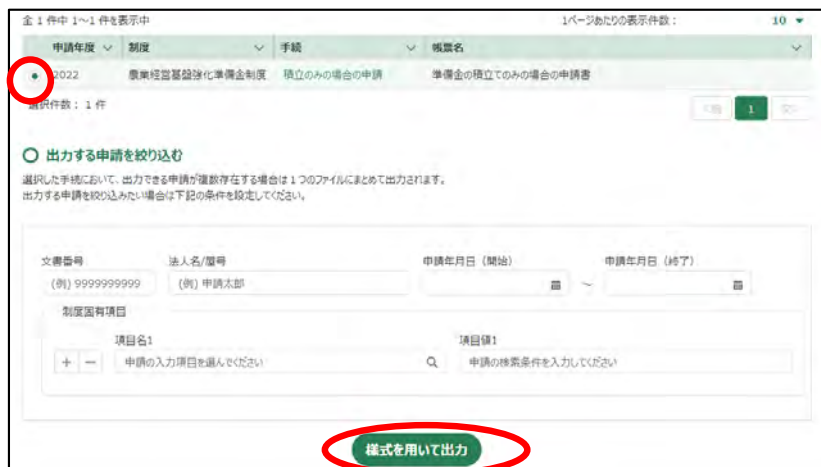 全 1 件中 1～1 件を表示中 1ページあたりの表示件数： 10
申請年度 制度 手続 帳票名
2022 農業経営基盤強化準備金制度 積立のみの場合の申請 準備金の積立てのみの場合の申請書
選択件数： 1 件
1
出力する申請を絞り込む
選択した手続において、出力できる申請が複数存在する場合は1つのファイルにまとめて出力されます。
出力する申請を絞り込みたい場合は下記の条件を設定してください。
文書番号 法人名/屋号 申請年月日（開始） 申請年月日（終了）
(例) 9999999999 (例) 申請太郎 ～
制度固有項目
項目名1 項目値1
＋ － 申請の入力項目を選んでください 申請の検索条件を入力してください
様式を用いて出力